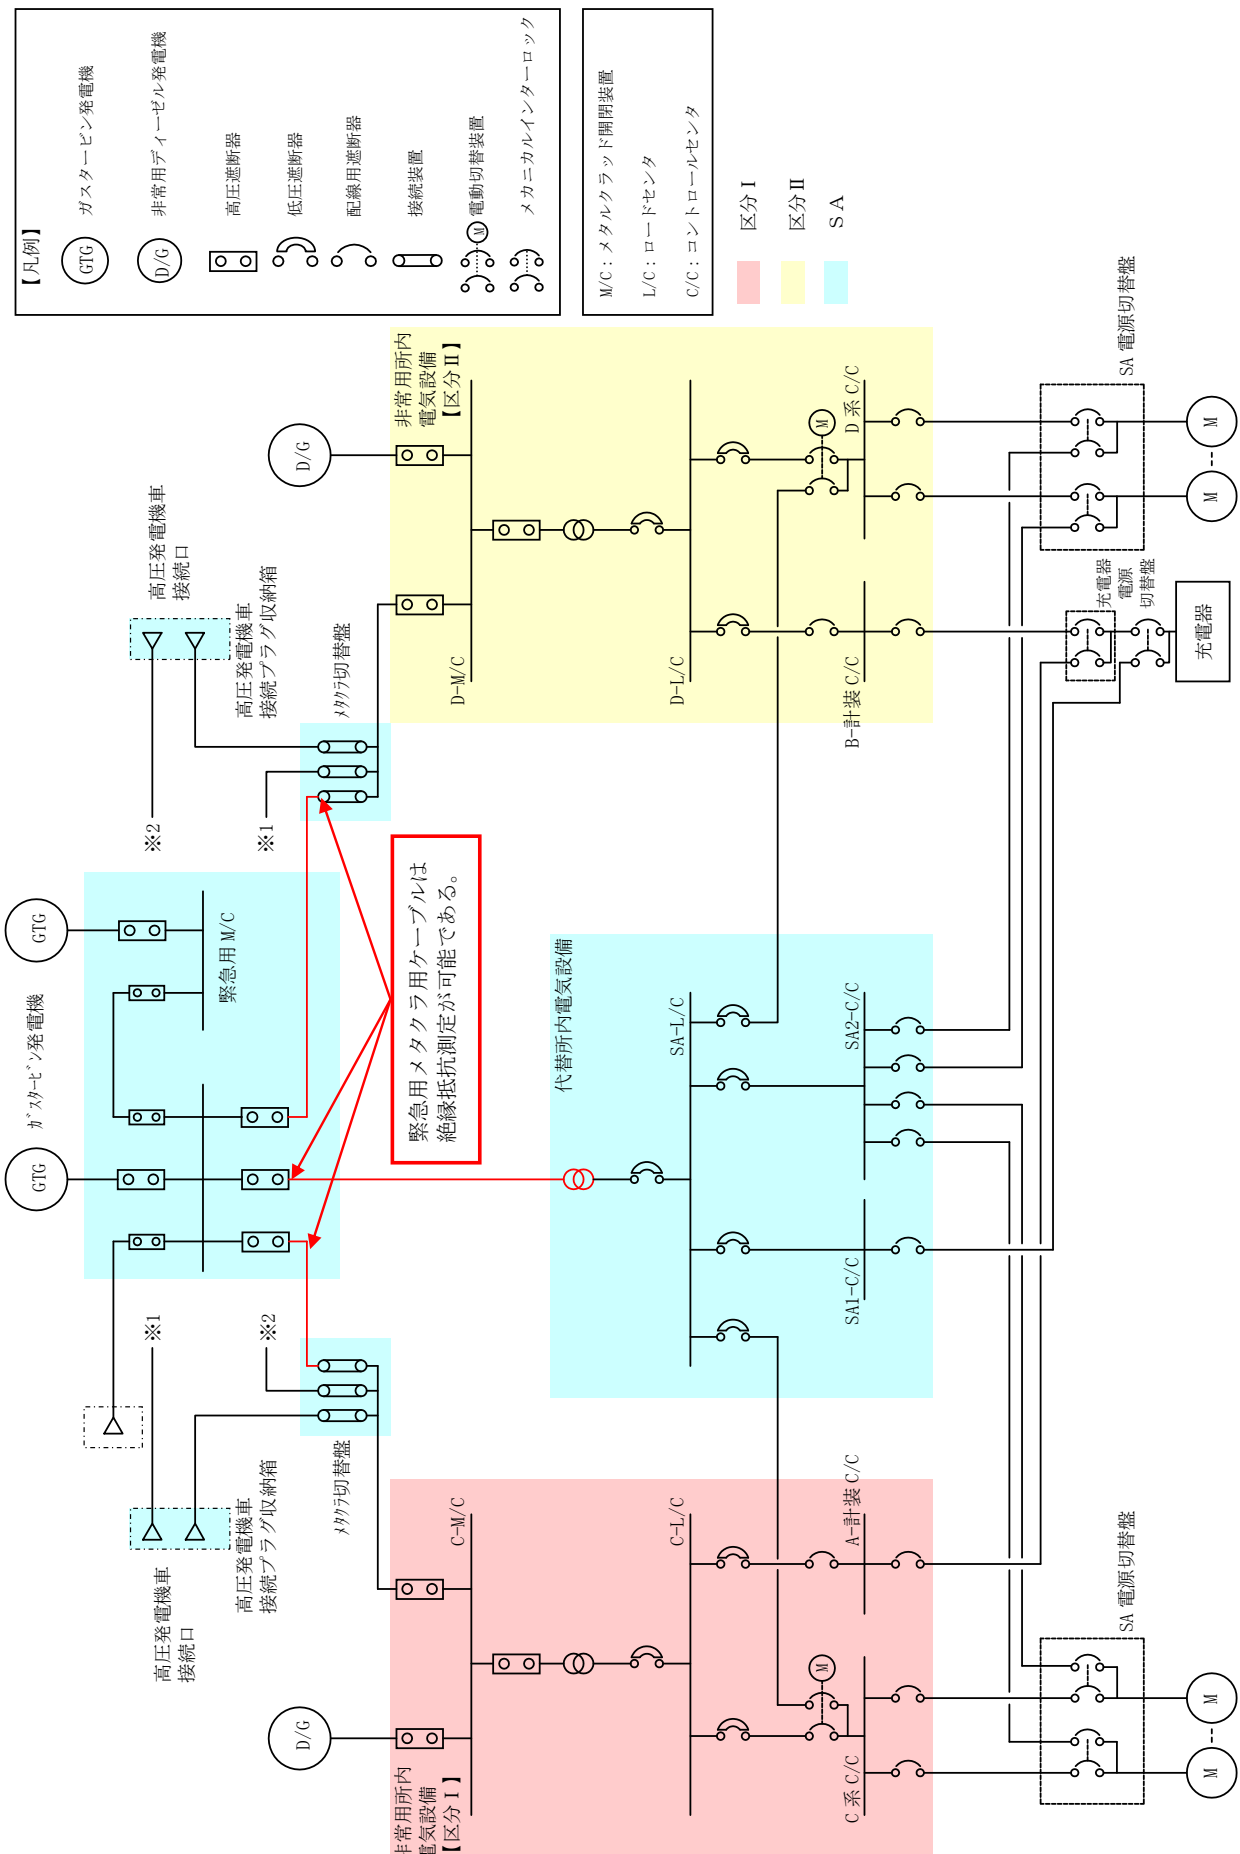 【凡例】
GTG
ガスタービン発電機
D/G
非常用ディーゼル発電機
高圧遮断器
低圧遮断器
配線用遮断器
接続装置
M
電動切替装置
メカニカルインターロック
M/C：メタルクラッド開閉装置
L/C：ロードセンタ
C/C：コントロールセンタ
区分Ⅰ
区分Ⅱ
ＳＡ
高圧発電機車
接続口
高圧発電機車
接続プラグ収納箱
※1
※2
ﾒﾀｸﾗ切替盤
D/G
非常用所内
電気設備
【区分Ⅰ】
C-M/C
C-L/C
M
C 系 C/C
A-計装 C/C
SA 電源切替盤
M
M
ｶﾞｽﾀｰﾋﾞﾝ発電機
GTG
GTG
緊急用 M/C
緊急用メタクラ用ケーブルは
絶縁抵抗測定が可能である。
代替所内電気設備
SA-L/C
SA1-C/C
SA2-C/C
高圧発電機車
接続口
高圧発電機車
接続プラグ収納箱
※2
※1
ﾒﾀｸﾗ切替盤
D/G
非常用所内
電気設備
【区分Ⅱ】
D-M/C
D-L/C
M
B-計装 C/C
D 系 C/C
SA 電源切替盤
M
M
充電器
電源
切替盤
充電器